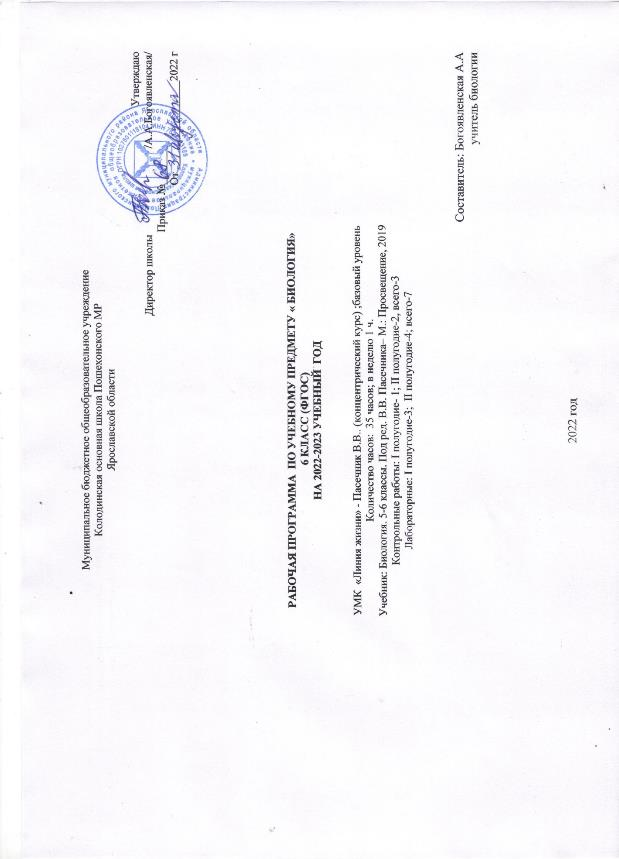 Муниципальное бюджетное общеобразовательное учреждение
Колодинская основная школа Пошехонского МР
Ярославской области
Утверждаю
Директор школы /А.А.Богоявленская/
Приказ № 68
От 31 августа 2022 г
РАБОЧАЯ ПРОГРАММА ПО УЧЕБНОМУ ПРЕДМЕТУ « БИОЛОГИЯ»
6 КЛАСС (ФГОС)
НА 2022-2023 УЧЕБНЫЙ ГОД
УМК «Линия жизни» - Пасечник В.В.. (концентрический курс) ;базовый уровень
Количество часов: 35 часов; в неделю 1 ч.
Учебник: Биология. 5-6 классы. Под ред. В.В. Пасечника– М.: Просвещение, 2019
Контрольные работы: I полугодие- 1; II полугодие-2, всего-3
Лабораторные: I полугодие-3; II полугодие-4; всего-7
Составитель: Богоявленская А.А
учитель биологии
2022 год